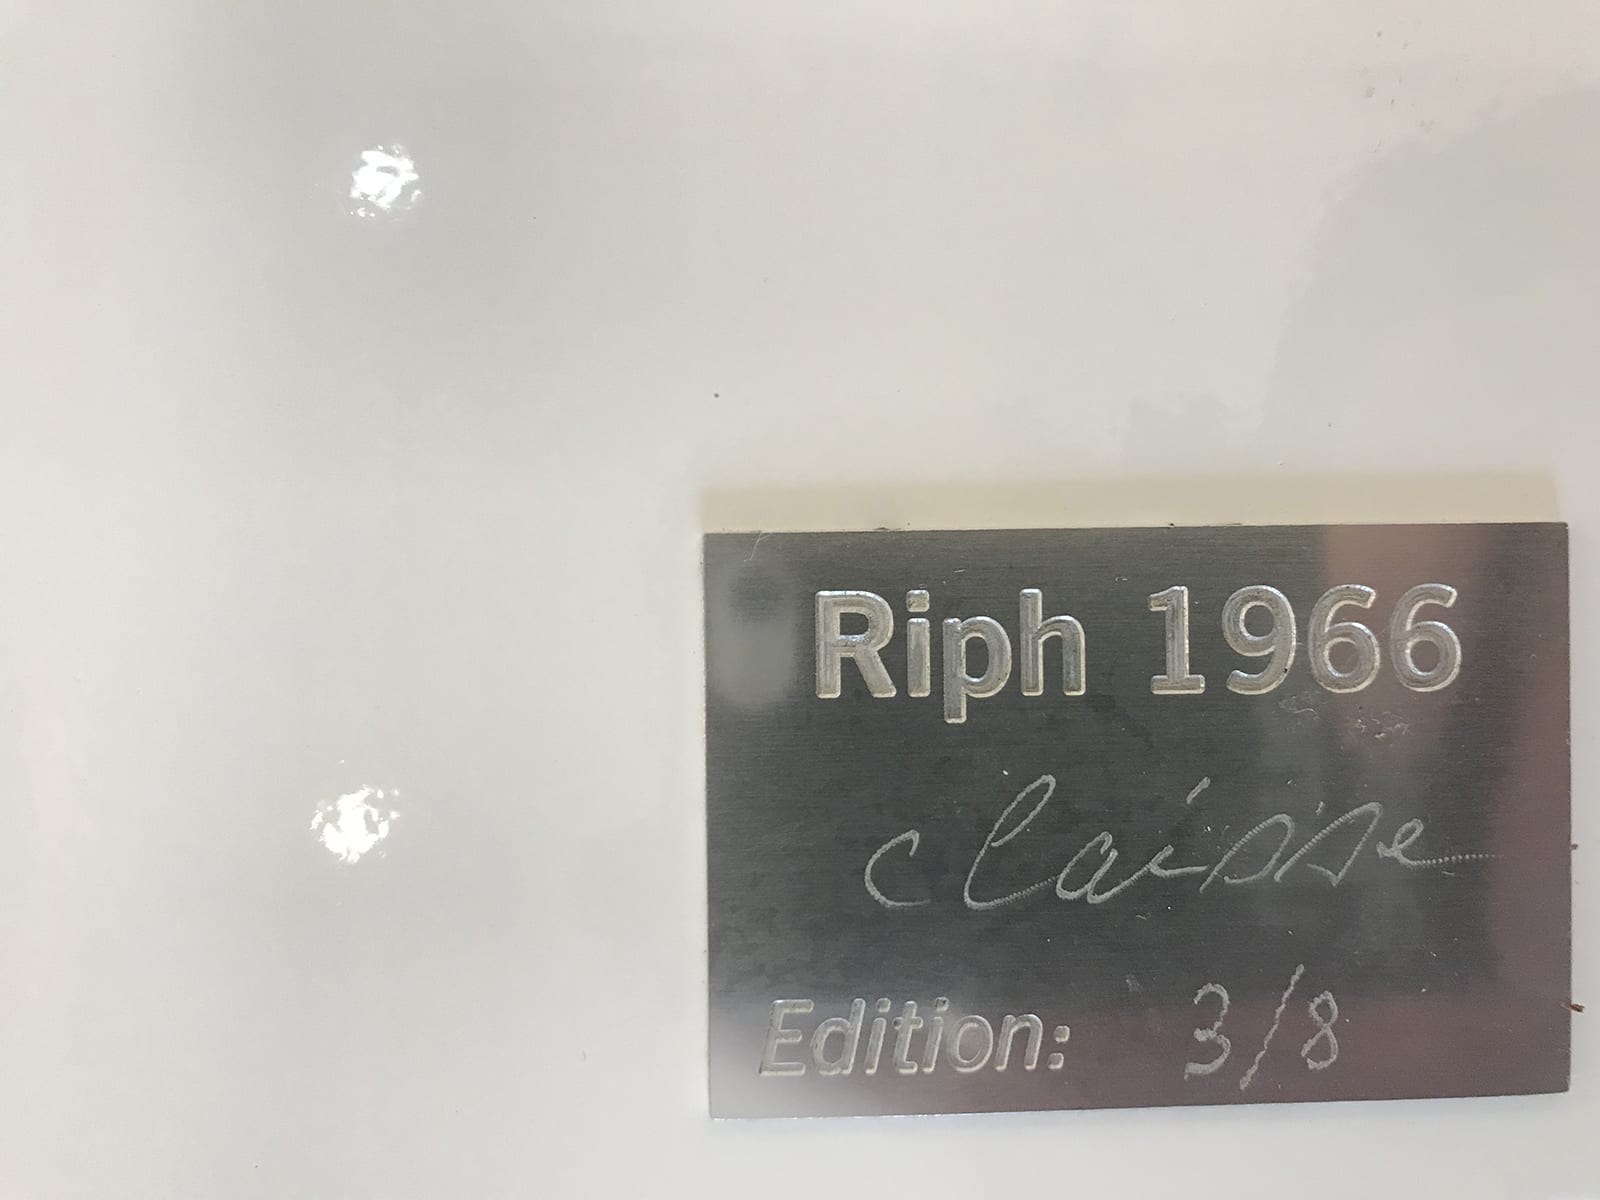 Riph 1966
claisse
Edition: 3/8